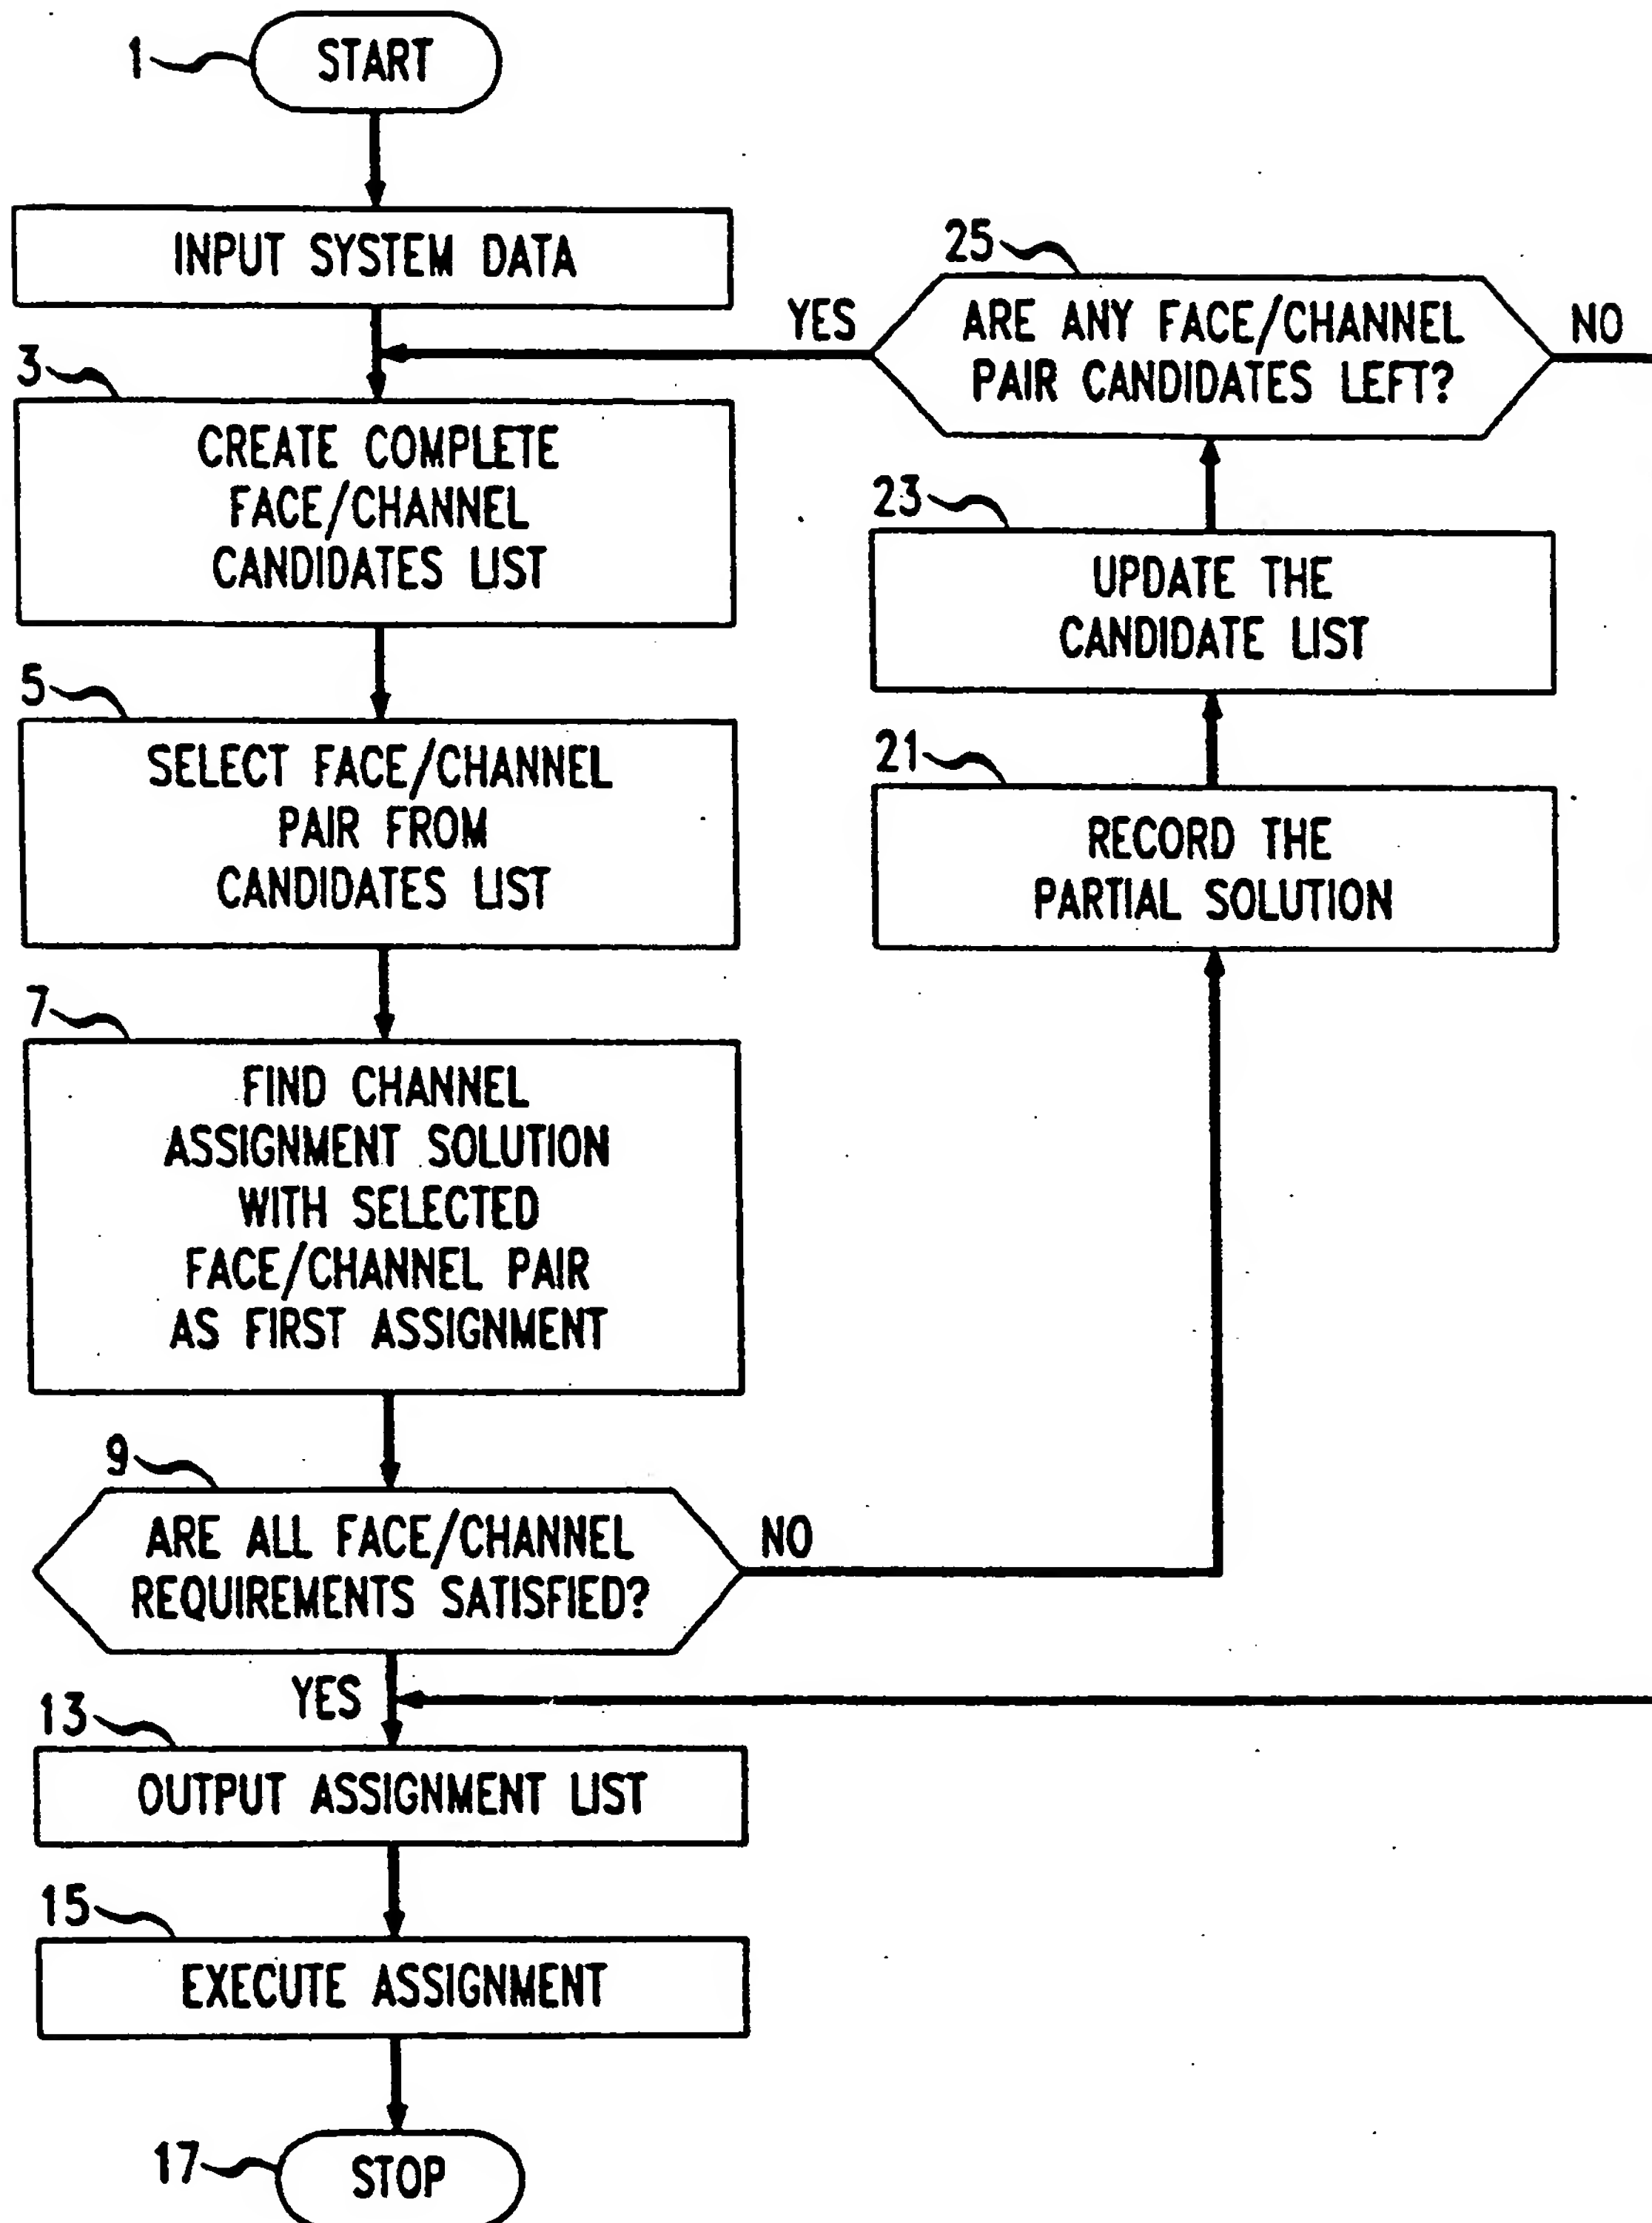 1
START
INPUT SYSTEM DATA
3
CREATE COMPLETE
FACE/CHANNEL
CANDIDATES LIST
5
SELECT FACE/CHANNEL
PAIR FROM
CANDIDATES LIST
7
FIND CHANNEL
ASSIGNMENT SOLUTION
WITH SELECTED
FACE/CHANNEL PAIR
AS FIRST ASSIGNMENT
9
ARE ALL FACE/CHANNEL
REQUIREMENTS SATISFIED?
NO
YES
13
OUTPUT ASSIGNMENT LIST
15
EXECUTE ASSIGNMENT
17
STOP
25
YES
ARE ANY FACE/CHANNEL
PAIR CANDIDATES LEFT?
NO
23
UPDATE THE
CANDIDATE LIST
21
RECORD THE
PARTIAL SOLUTION